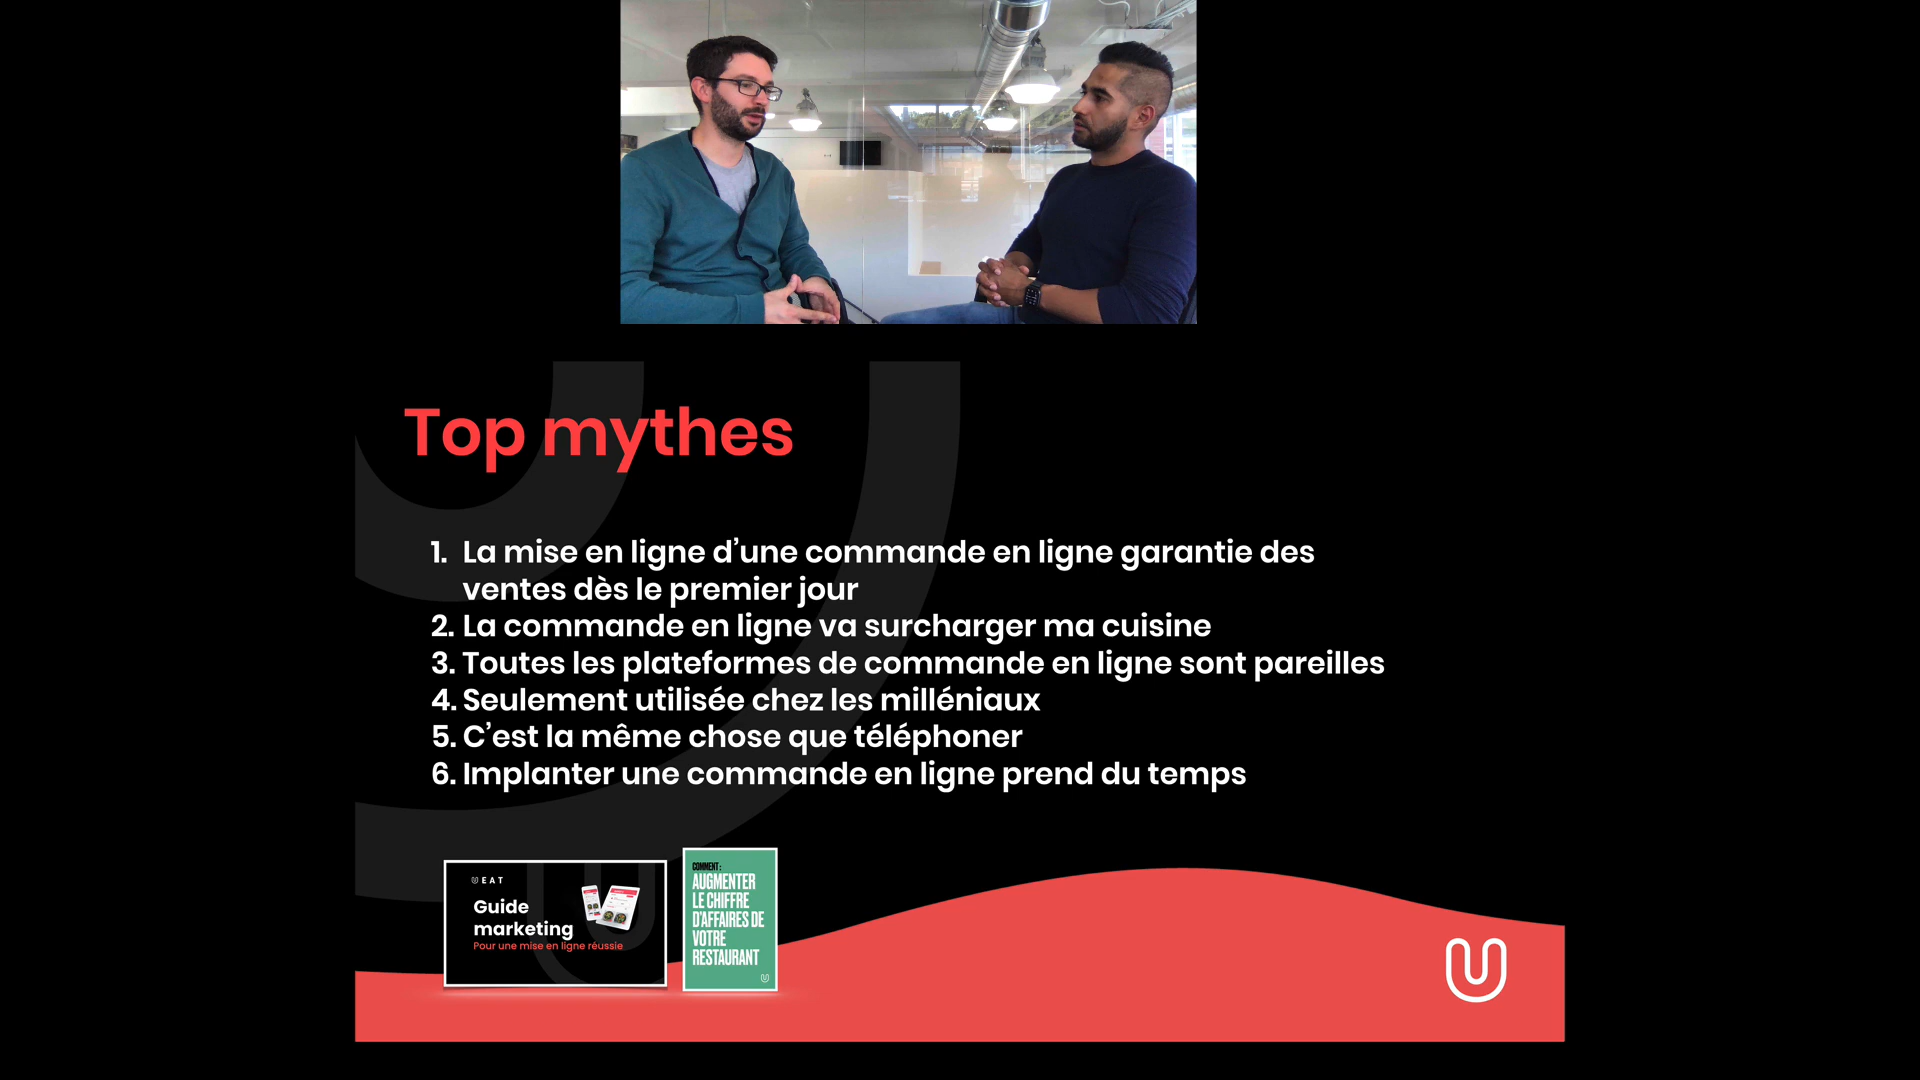 Top mythes
1. La mise en ligne d’une commande en ligne garantie des
ventes dès le premier jour
2. La commande en ligne va surcharger ma cuisine
3. Toutes les plateformes de commande en ligne sont pareilles
4. Seulement utilisée chez les milléniaux
5. C’est la même chose que téléphoner
6. Implanter une commande en ligne prend du temps
UEAT
Guide
marketing
Pour une mise en ligne réussie
COMMENT :
AUGMENTER
LE CHIFFRE
D'AFFAIRES DE
VOTRE
RESTAURANT
U